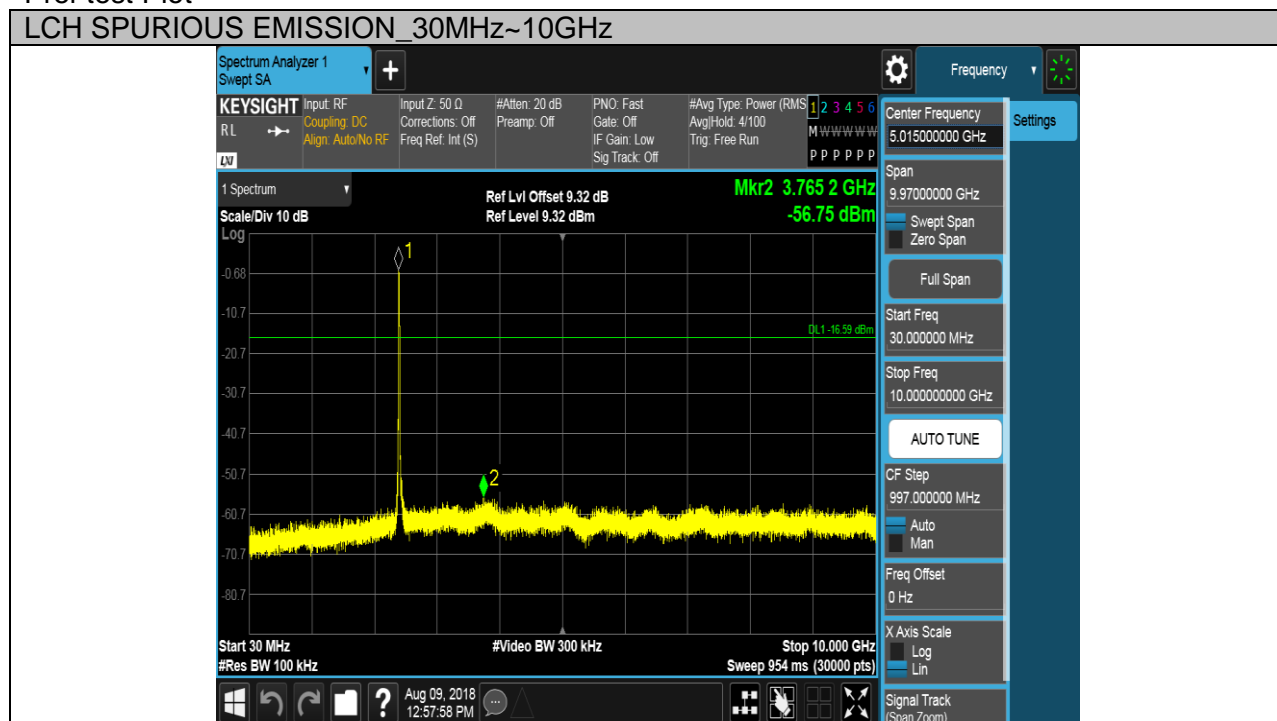 LCH SPURIOUS EMISSION_30MHz~10GHz
Spectrum Analyzer 1
Swept SA
Frequency
KEYSIGHT
RL
LXI
Input: RF
Coupling: DC
Align: Auto/No RF
Input Z: 50 Ω
Corrections: Off
Freq Ref: Int (S)
#Atten: 20 dB
Preamp: Off
PNO: Fast
Gate: Off
IF Gain: Low
Sig Track: Off
#Avg Type: Power (RMS
Avg|Hold: 4/100
Trig: Free Run
1 2 3 4 5 6
M W W W W W
P P P P P P
1 Spectrum
Scale/Div 10 dB
Ref Lvl Offset 9.32 dB
Ref Level 9.32 dBm
Mkr2 3.765 2 GHz
-56.75 dBm
Log
1
-0.68
-10.7
DL1 -16.59 dBm
-20.7
-30.7
-40.7
-50.7
2
-60.7
-70.7
-80.7
Start 30 MHz
#Video BW 300 kHz
Stop 10.000 GHz
#Res BW 100 kHz
Sweep 954 ms (30000 pts)
Aug 09, 2018
12:57:58 PM
Center Frequency
5.015000000 GHz
Settings
Span
9.97000000 GHz
Swept Span
Zero Span
Full Span
Start Freq
30.000000 MHz
Stop Freq
10.000000000 GHz
AUTO TUNE
CF Step
997.000000 MHz
Auto
Man
Freq Offset
0 Hz
X Axis Scale
Log
Lin
Signal Track
(Span Zoom)